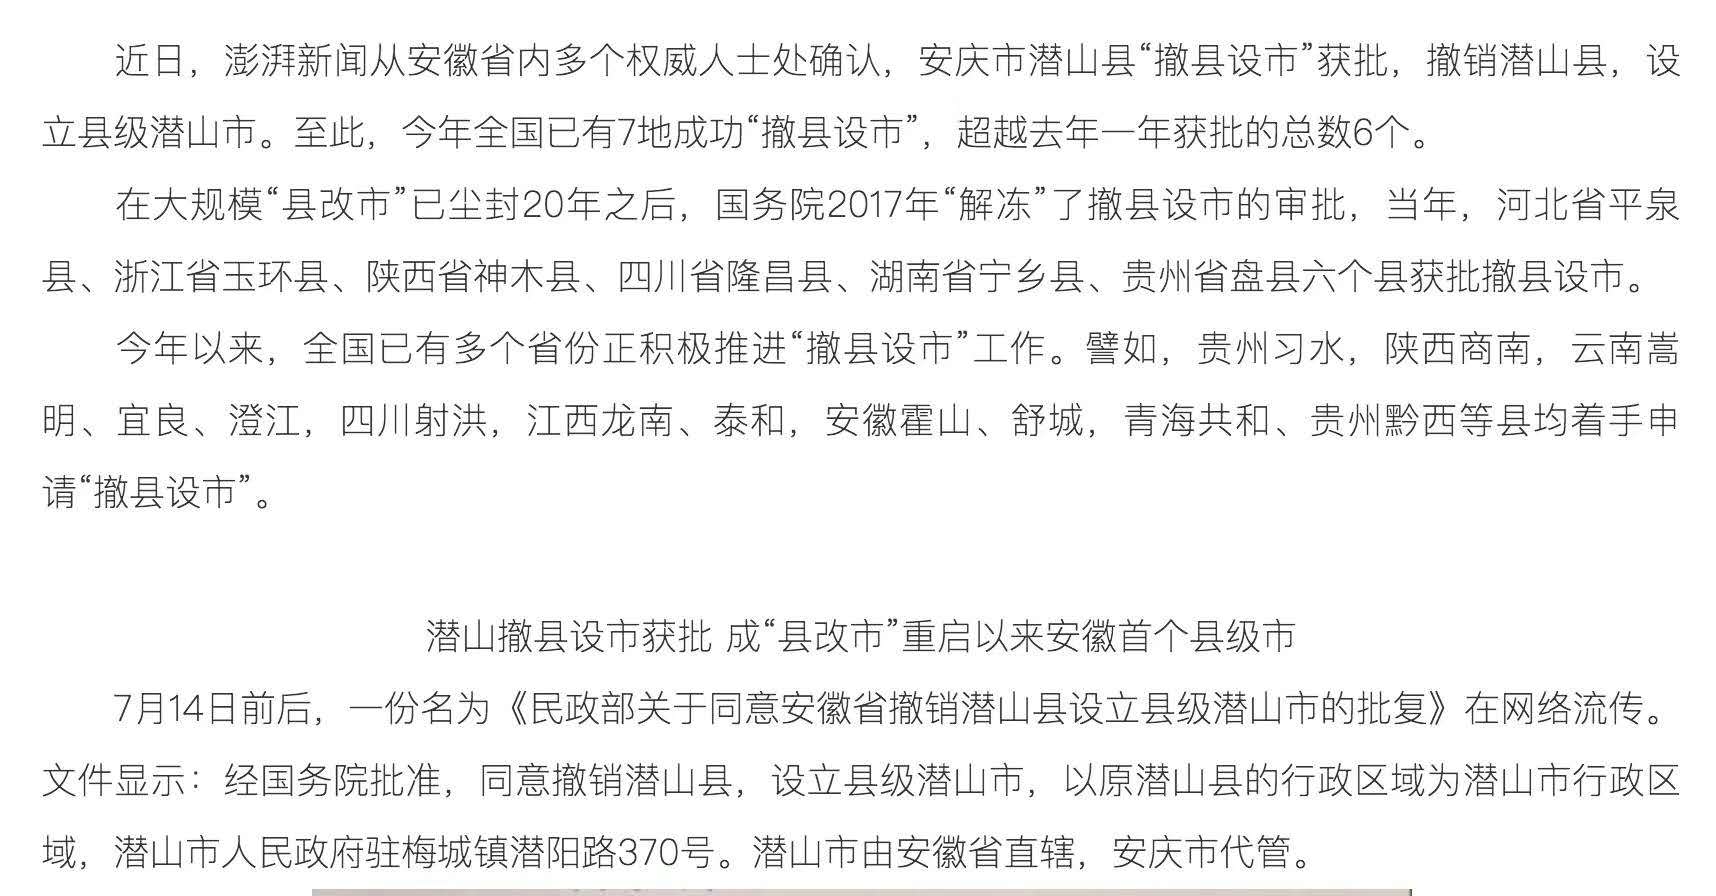 近日，澎湃新闻从安徽省内多个权威人士处确认，安庆市潜山县“撤县设市”获批，撤销潜山县，设
立县级潜山市。至此，今年全国已有7地成功“撤县设市”，超越去年一年获批的总数6个。
在大规模“县改市”已尘封20年之后，国务院2017年“解冻”了撤县设市的审批，当年，河北省平泉
县、浙江省玉环县、陕西省神木县、四川省隆昌县、湖南省宁乡县、贵州省盘县六个县获批撤县设市。
今年以来，全国已有多个省份正积极推进“撤县设市”工作。譬如，贵州习水，陕西商南，云南嵩
明、宜良、澄江，四川射洪，江西龙南、泰和，安徽霍山、舒城，青海共和、贵州黔西等县均着手申
请“撤县设市”。
潜山撤县设市获批 成“县改市”重启以来安徽首个县级市
7月14日前后，一份名为《民政部关于同意安徽省撤销潜山县设立县级潜山市的批复》在网络流传。
文件显示：经国务院批准，同意撤销潜山县，设立县级潜山市，以原潜山县的行政区域为潜山市行政区
域，潜山市人民政府驻梅城镇潜阳路370号。潜山市由安徽省直辖，安庆市代管。